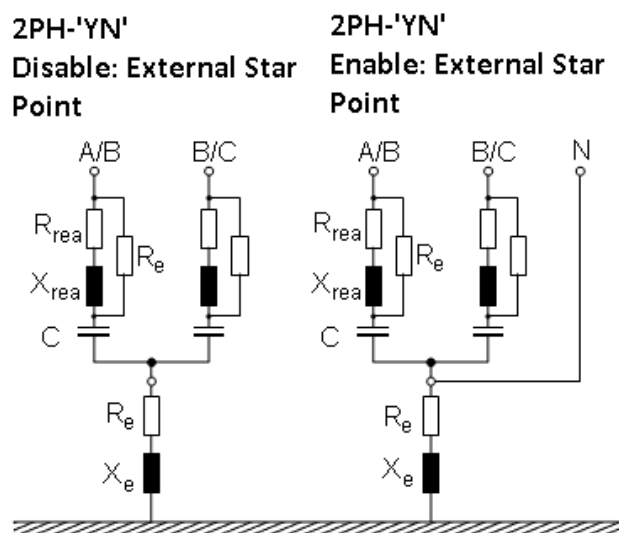 2PH-'YN'
Disable: External Star
Point
A/B B/C
Rrea
Re
Xrea
C
Re
Xe
2PH-'YN'
Enable: External Star
Point
A/B B/C N
Rrea
Re
Xrea
C
Re
Xe